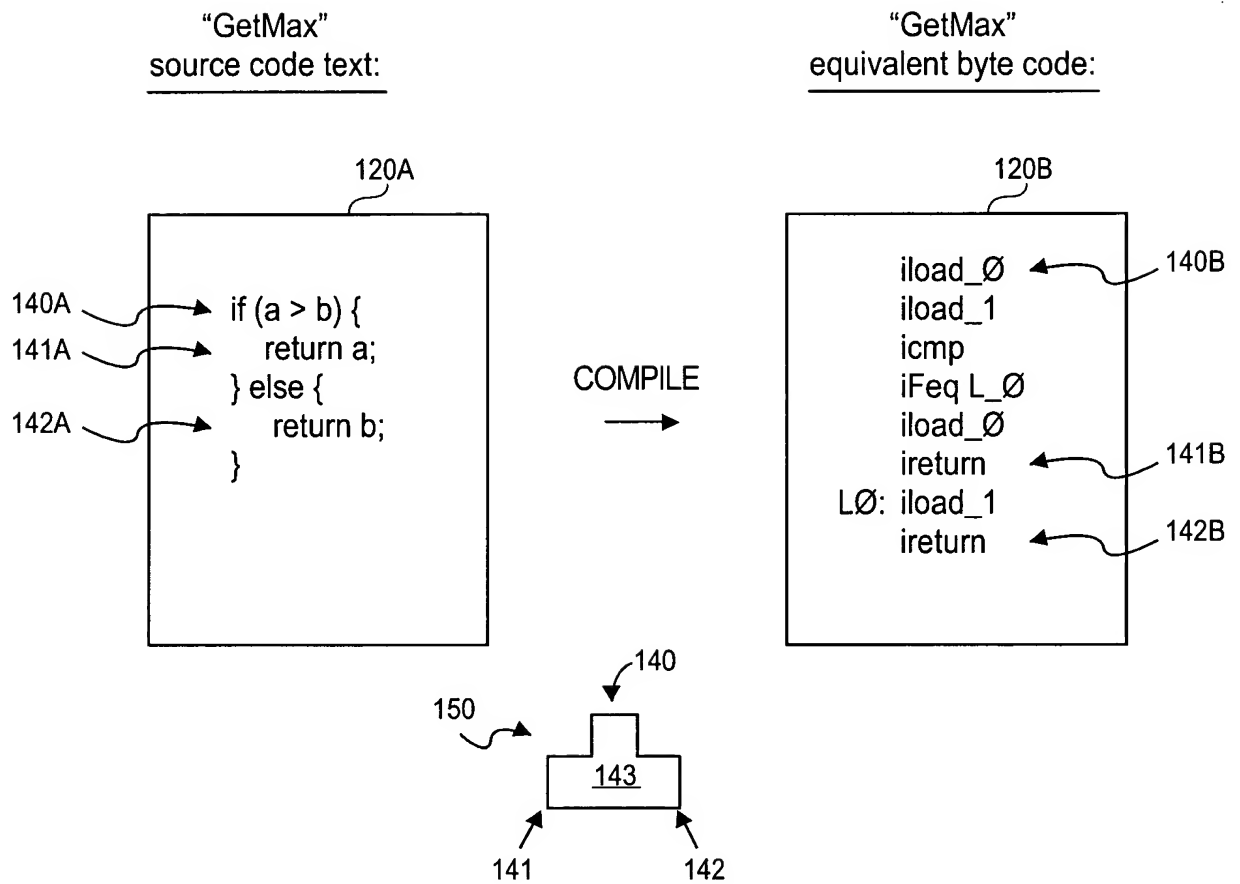 “GetMax”
source code text:
“GetMax”
equivalent byte code:
120A
120B
140A
if (a > b) {
141A
return a;
} else {
142A
return b;
}
COMPILE
iload_Ø
140B
iload_1
icmp
iFeq L_Ø
iload_Ø
ireturn
141B
LØ: iload_1
ireturn
142B
140
150
143
141
142